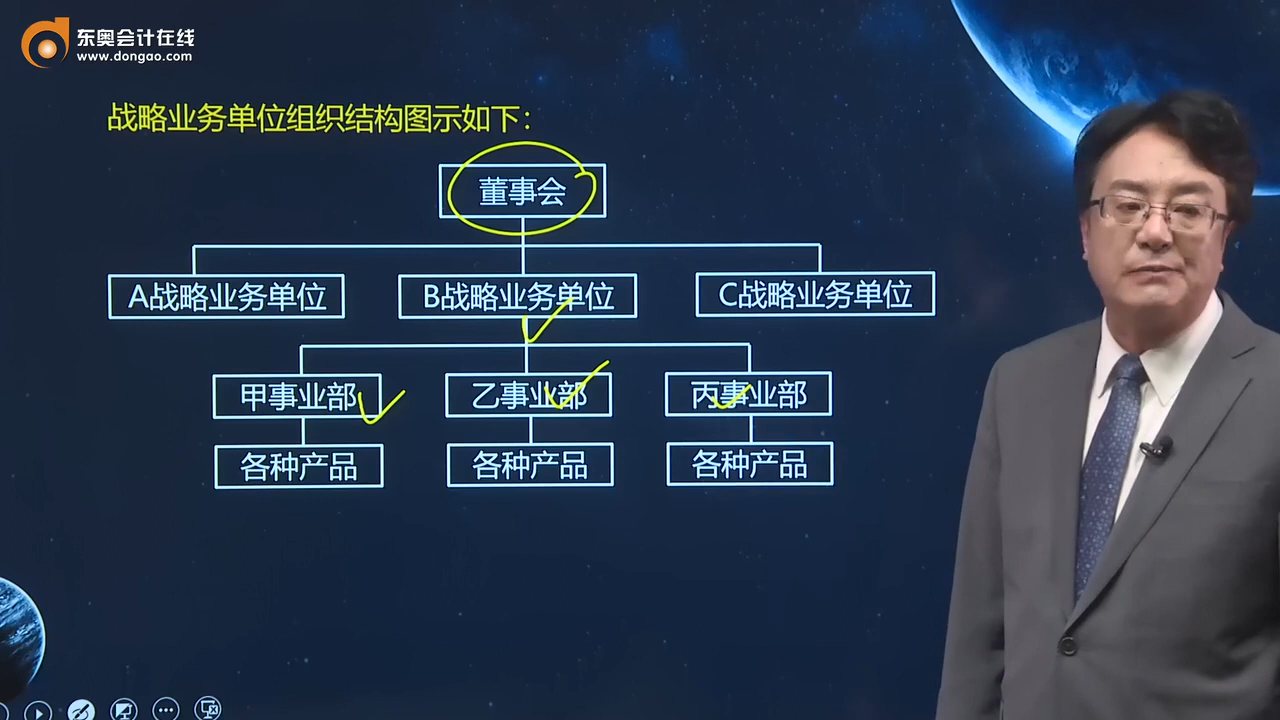 东奥会计在线
www.dongao.com
战略业务单位组织结构图示如下：
董事会
A战略业务单位
B战略业务单位
C战略业务单位
甲事业部
乙事业部
丙事业部
各种产品
各种产品
各种产品